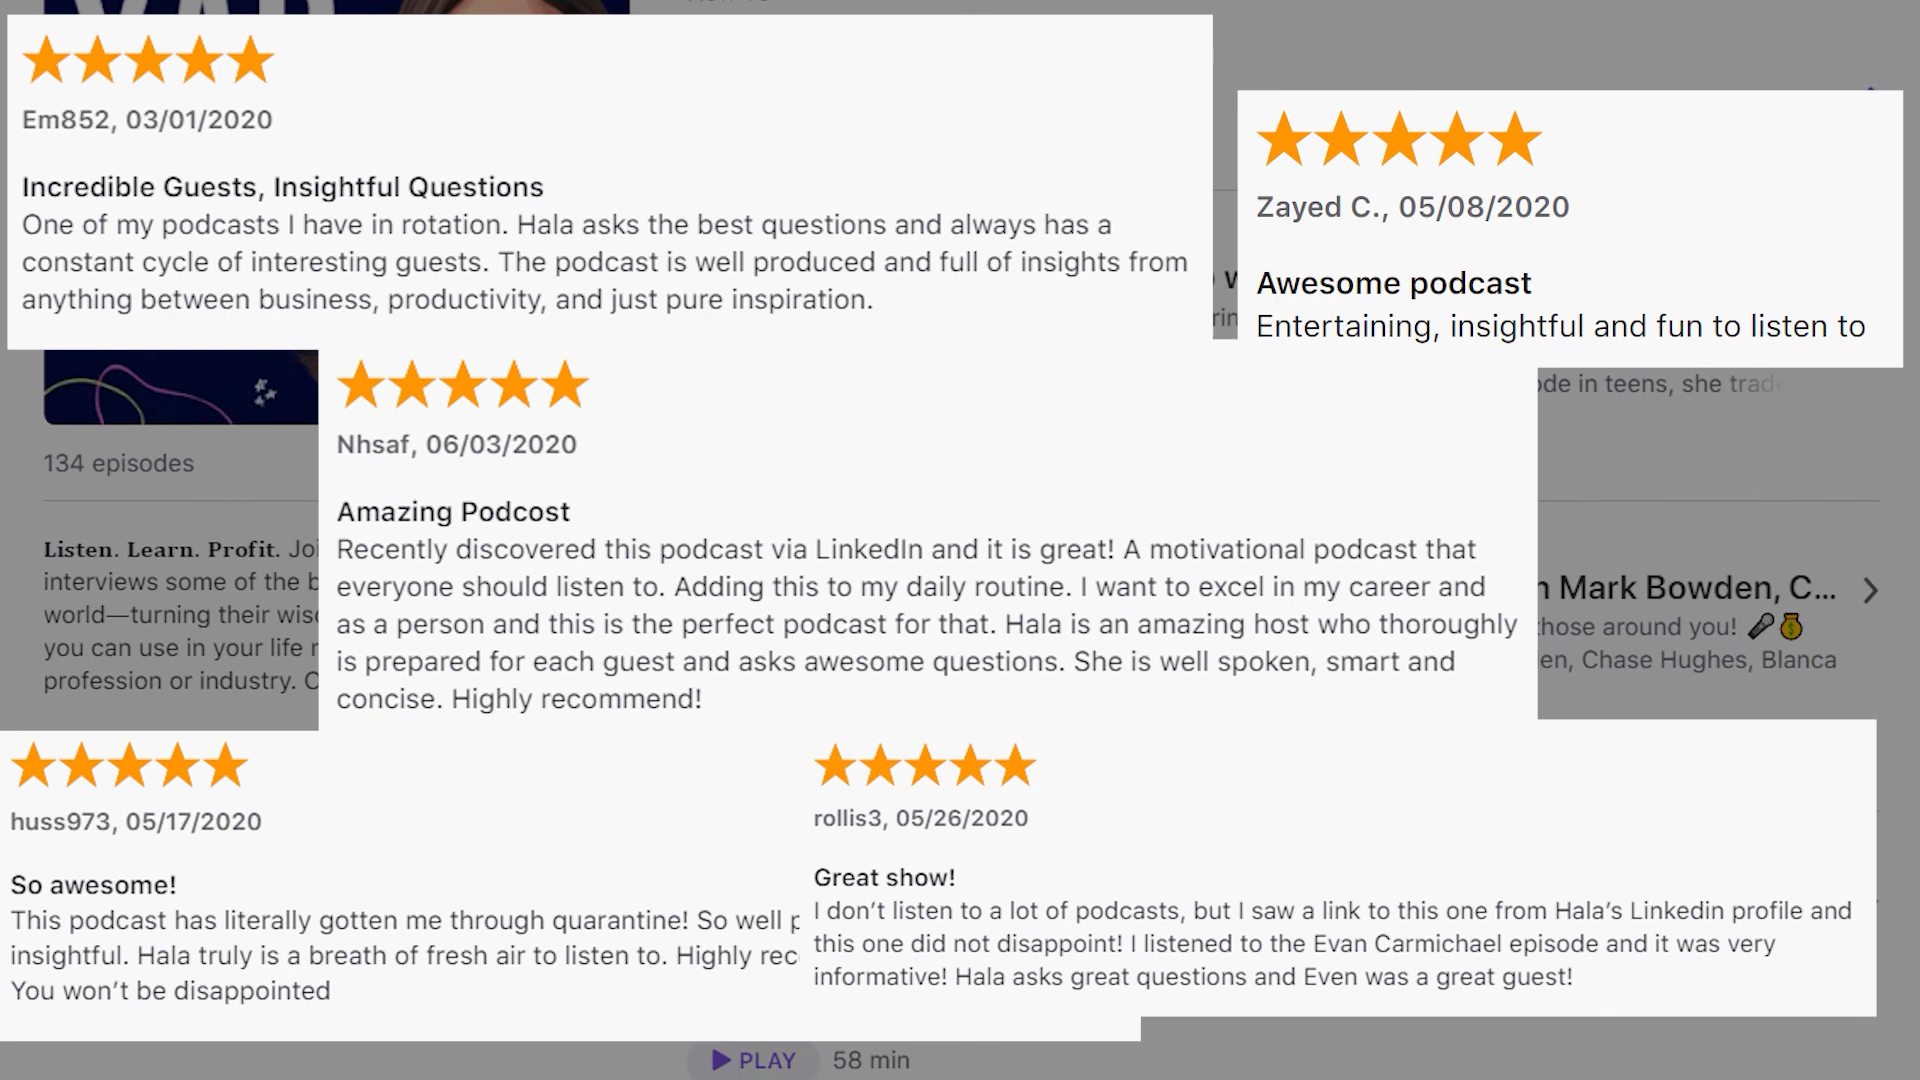 YAP
Em852, 03/01/2020
Incredible Guests, Insightful Questions
One of my podcasts I have in rotation. Hala asks the best questions and always has a
constant cycle of interesting guests. The podcast is well produced and full of insights from
anything between business, productivity, and just pure inspiration.
Zayed C., 05/08/2020
Awesome podcast
Entertaining, insightful and fun to listen to
ode in teens, she
Nhsaf, 06/03/2020
Amazing Podcost
Recently discovered this podcast via LinkedIn and it is great! A motivational podcast that
everyone should listen to. Adding this to my daily routine. I want to excel in my career and
as a person and this is the perfect podcast for that. Hala is an amazing host who thoroughly
is prepared for each guest and asks awesome questions. She is well spoken, smart and
concise. Highly recommend!
134 episodes
Listen. Learn. Profit.
interviews some of the b
world—turning their
you can use in your life
profession or industry.
Mark Bowden, C...
those around you! 🎤💰
Chase Hughes, Blanca
huss973, 05/17/2020
So awesome!
This podcast has literally gotten me through quarantine! So well
insightful. Hala truly is a breath of fresh air to listen to. Highly rec
You won't be disappointed
rollis3, 05/26/2020
Great show!
I don't listen to a lot of podcasts, but I saw a link to this one from Hala's Linkedin profile and
this one did not disappoint! I listened to the Evan Carmichael episode and it was very
informative! Hala asks great questions and Even was a great guest!
PLAY 58 min